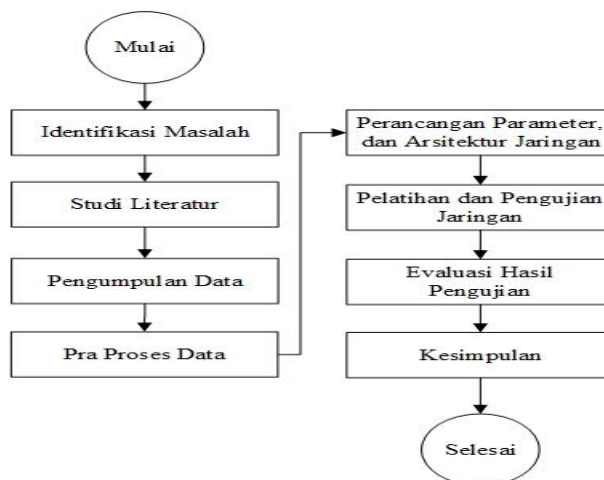 Mulai
Identifikasi Masalah
Studi Literatur
Pengumpulan Data
Pra Proses Data
Perancangan Parameter,
dan Arsitektur Jaringan
Pelatihan dan Pengujian
Jaringan
Evaluasi Hasil
Pengujian
Kesimpulan
Selesai